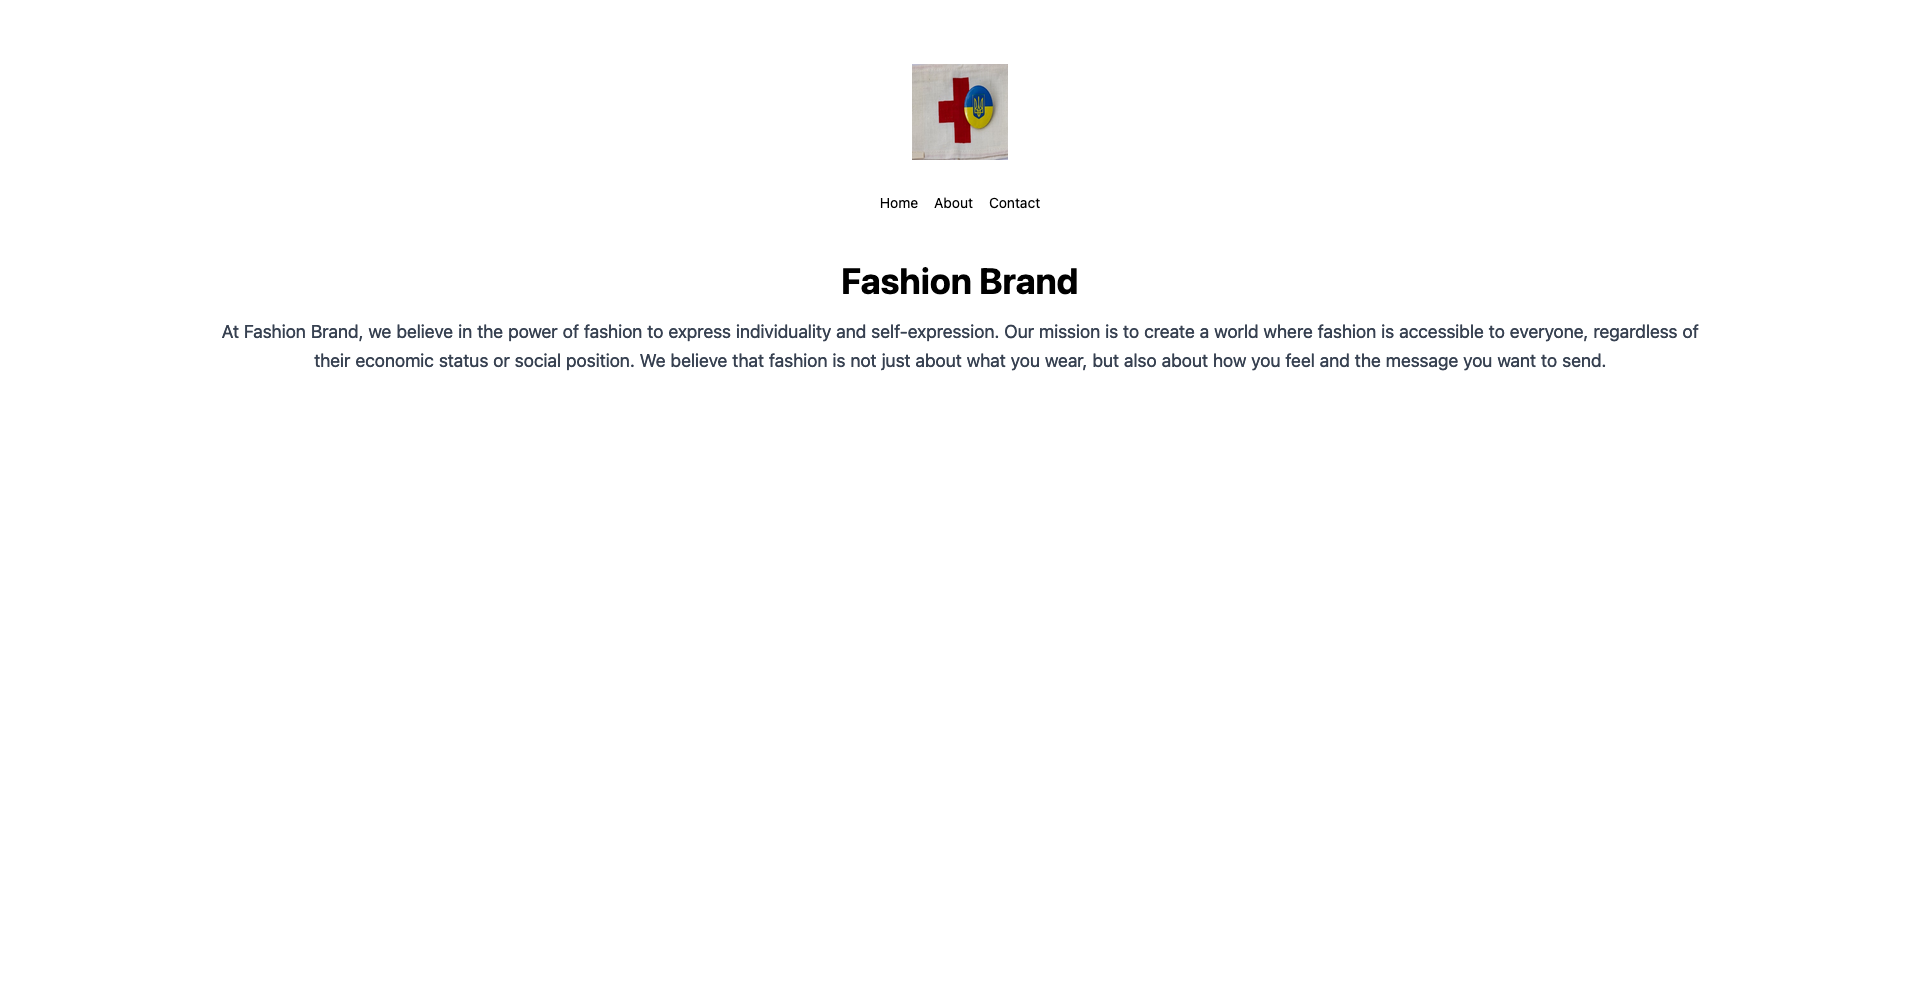 Home About Contact
Fashion Brand
At Fashion Brand, we believe in the power of fashion to express individuality and self-expression. Our mission is to create a world where fashion is accessible to everyone, regardless of
their economic status or social position. We believe that fashion is not just about what you wear, but also about how you feel and the message you want to send.